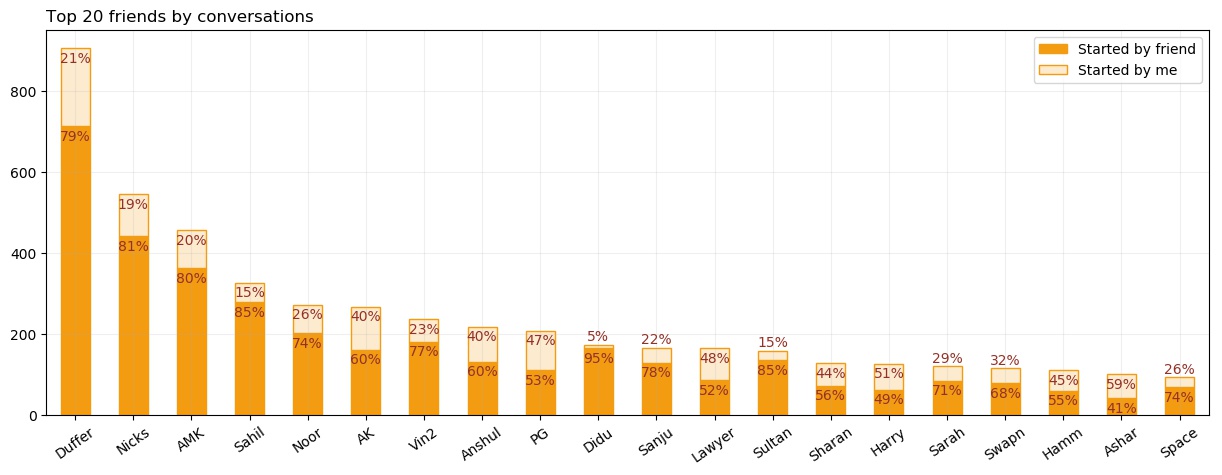 Top 20 friends by conversations
Started by friend
Started by me
800
600
400
200
0
21%
79%
19%
81%
20%
80%
15%
85%
26%
74%
40%
60%
23%
77%
40%
60%
47%
53%
5%
95%
22%
78%
48%
52%
15%
85%
44%
56%
51%
49%
29%
71%
32%
68%
45%
55%
59%
41%
26%
74%
Duffer
Nicks
AMK
Sahil
Noor
AK
Vin2
Anshul
PG
Didu
Sanju
Lawyer
Sultan
Sharan
Harry
Sarah
Swapn
Hamm
Ashar
Space